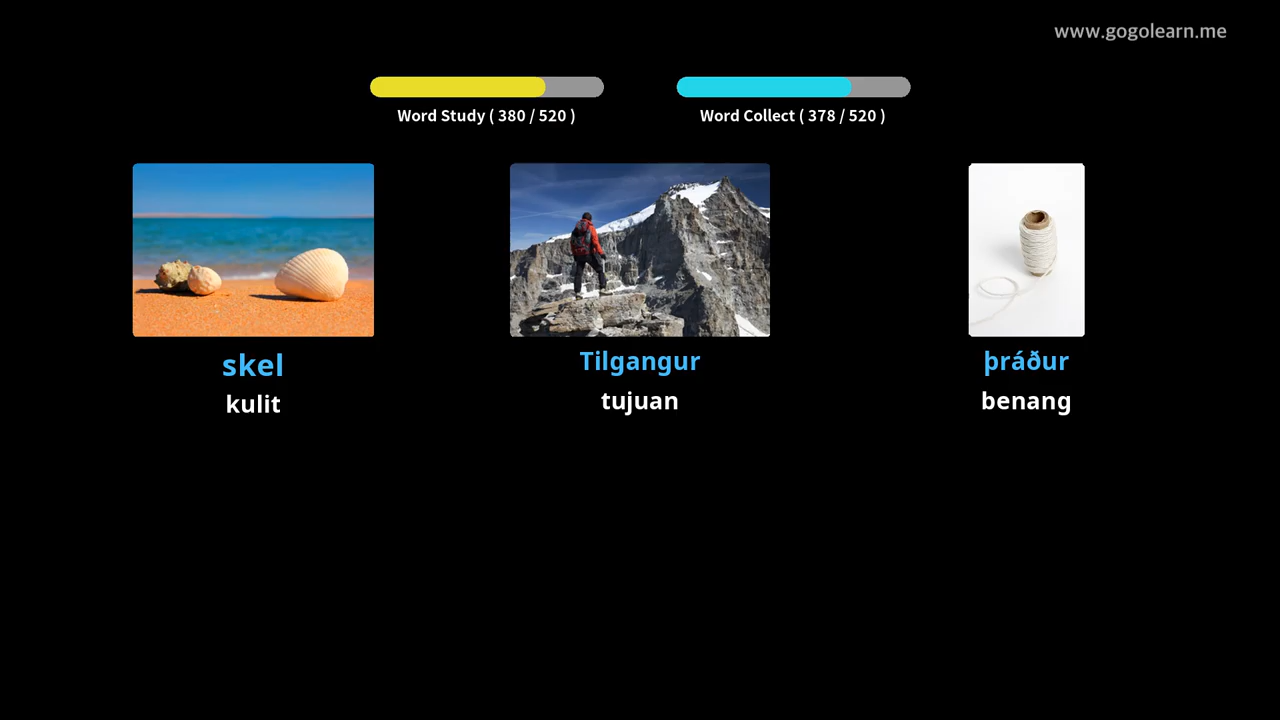 www.gogolearn.me
Word Study ( 380 / 520 )
Word Collect ( 378 / 520 )
skel
kulit
Tilgangur
tujuan
þráður
benang